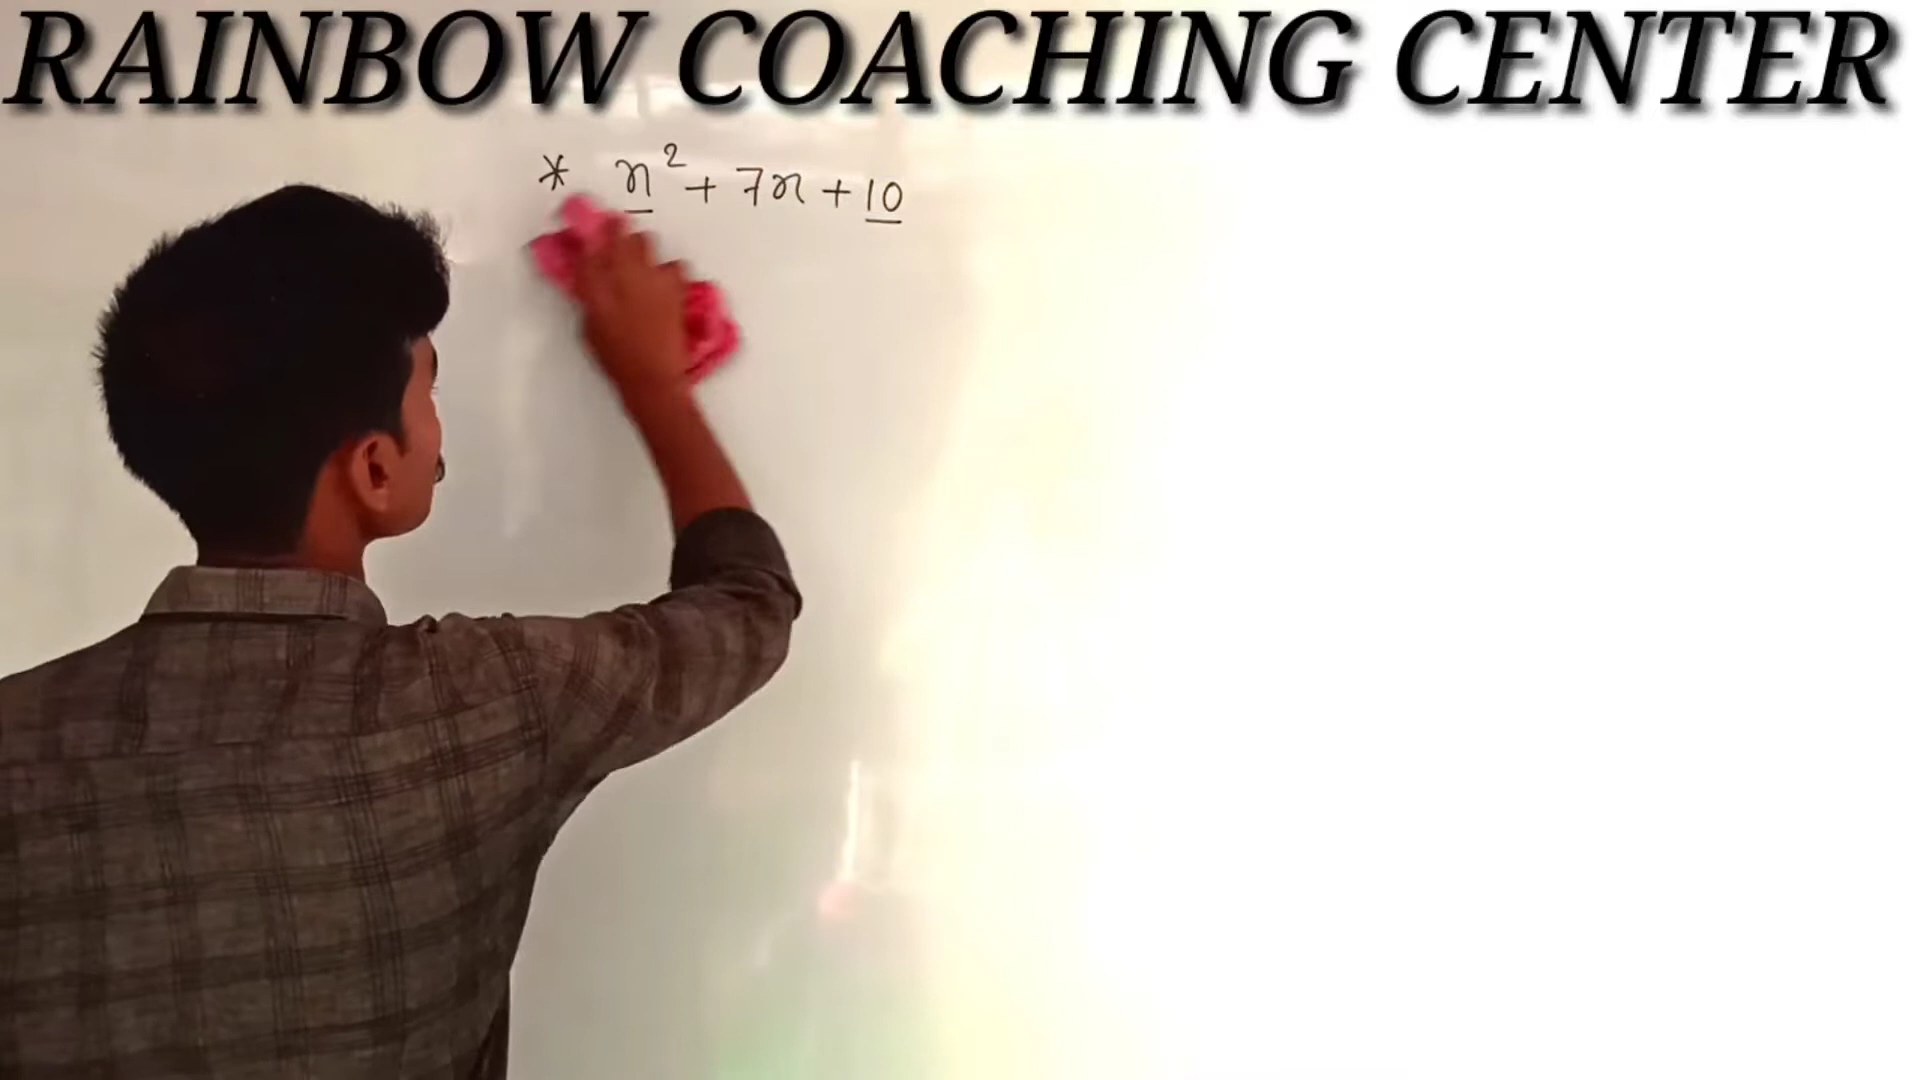 RAINBOW COACHING CENTER
* x² + 7x + 10